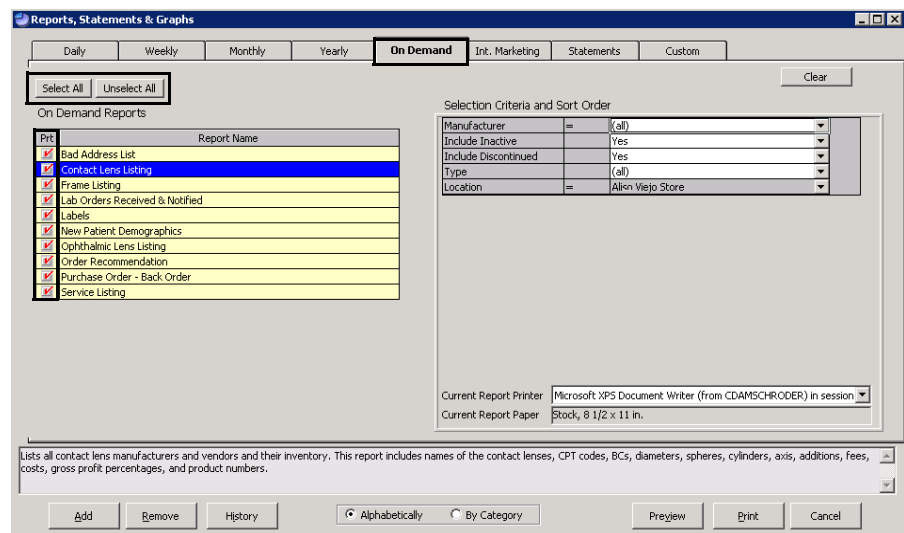 Reports, Statements & Graphs
Daily Weekly Monthly Yearly On Demand Int. Marketing Statements Custom
Select All Unselect All Clear
On Demand Reports
Selection Criteria and Sort Order
Prt Report Name
Bad Address List
Contact Lens Listing
Frame Listing
Lab Orders Received & Notified
Labels
New Patient Demographics
Ophthalmic Lens Listing
Order Recommendation
Purchase Order - Back Order
Service Listing
Manufacturer = (all)
Include Inactive Yes
Include Discontinued Yes
Type (all)
Location = Viejo Store
Current Report Printer Microsoft XPS Document Writer (from CDAMSCHRODER) in session
Current Report Paper Stock, 8 1/2 x 11 in.
Lists all contact lens manufacturers and vendors and their inventory. This report includes names of the contact lenses, CPT codes, BCs, diameters, spheres, cylinders, axis, additions, fees,
costs, gross profit percentages, and product numbers.
Add Remove History Alphabetically By Category Preview Print Cancel